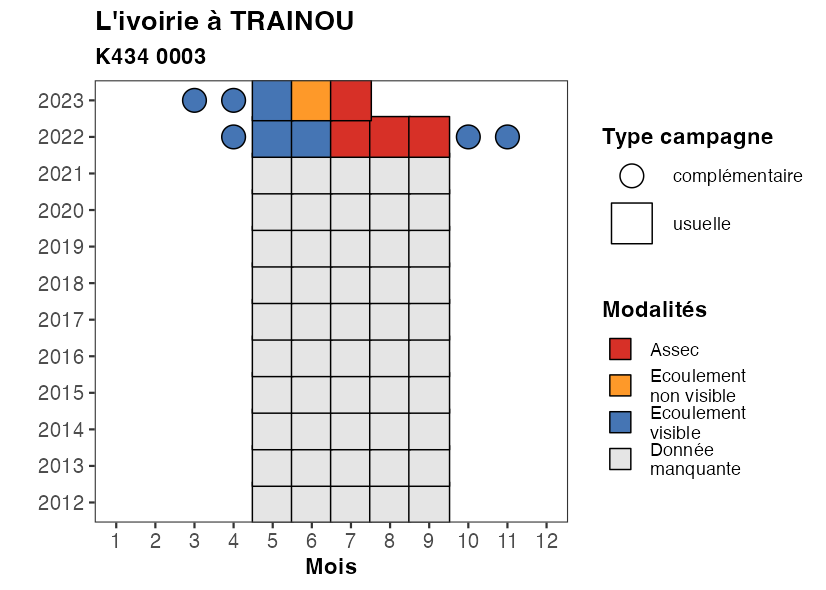 L'ivoirie à TRAINOU
K434 0003
2023
2022
2021
2020
2019
2018
2017
2016
2015
2014
2013
2012
1 2 3 4 5 6 7 8 9 10 11 12
Mois
Type campagne
complémentaire
usuelle
Modalités
Assec
Ecoulement
non visible
Ecoulement
visible
Donnée
manquante